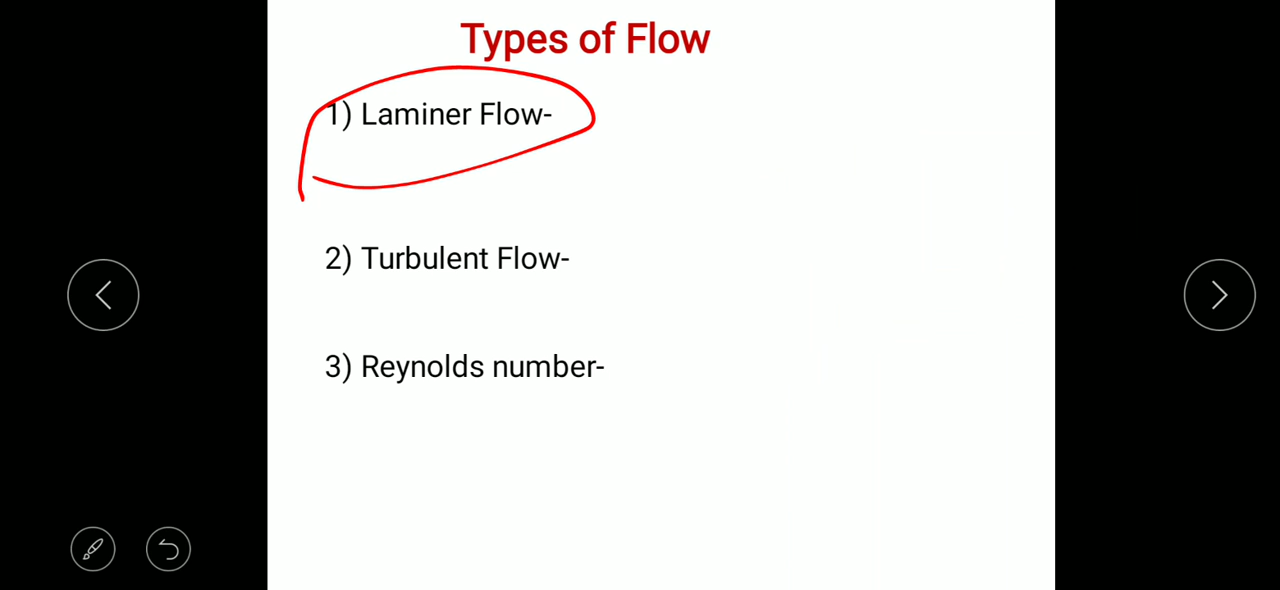 Types of Flow
1) Laminer Flow-
2) Turbulent Flow-
3) Reynolds number-